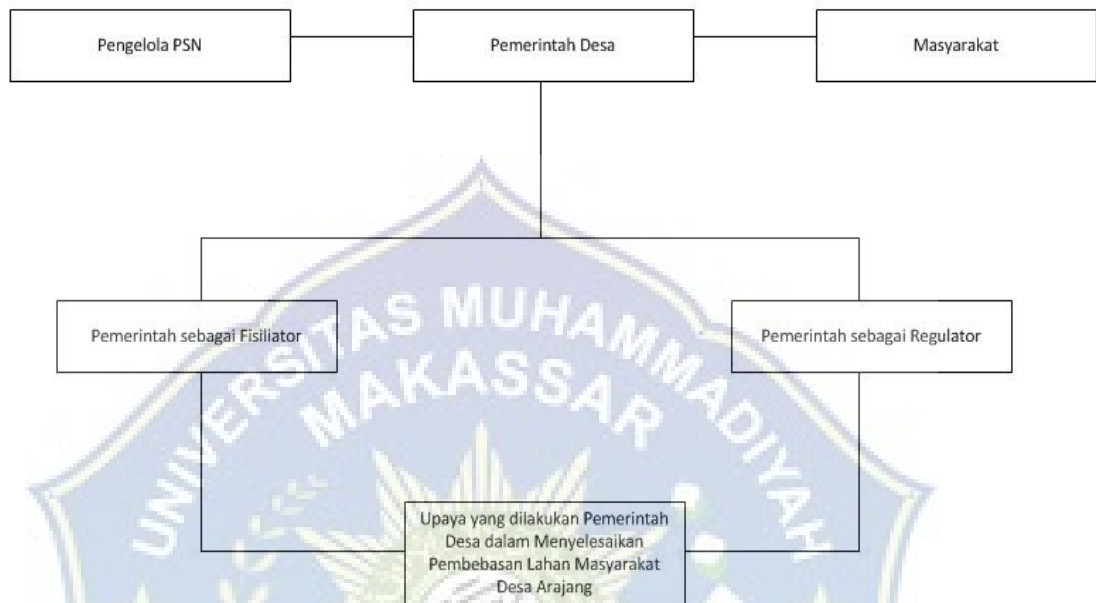 Pengelola PSN
Pemerintah Desa
Masyarakat
Pemerintah sebagai Fisiliator
Pemerintah sebagai Regulator
UNIVERSITAS MUHAMMADIYAH
MAKASSAR
Upaya yang dilakukan Pemerintah
Desa dalam Menyelesaikan
Pembebasan Lahan Masyarakat
Desa Arajang